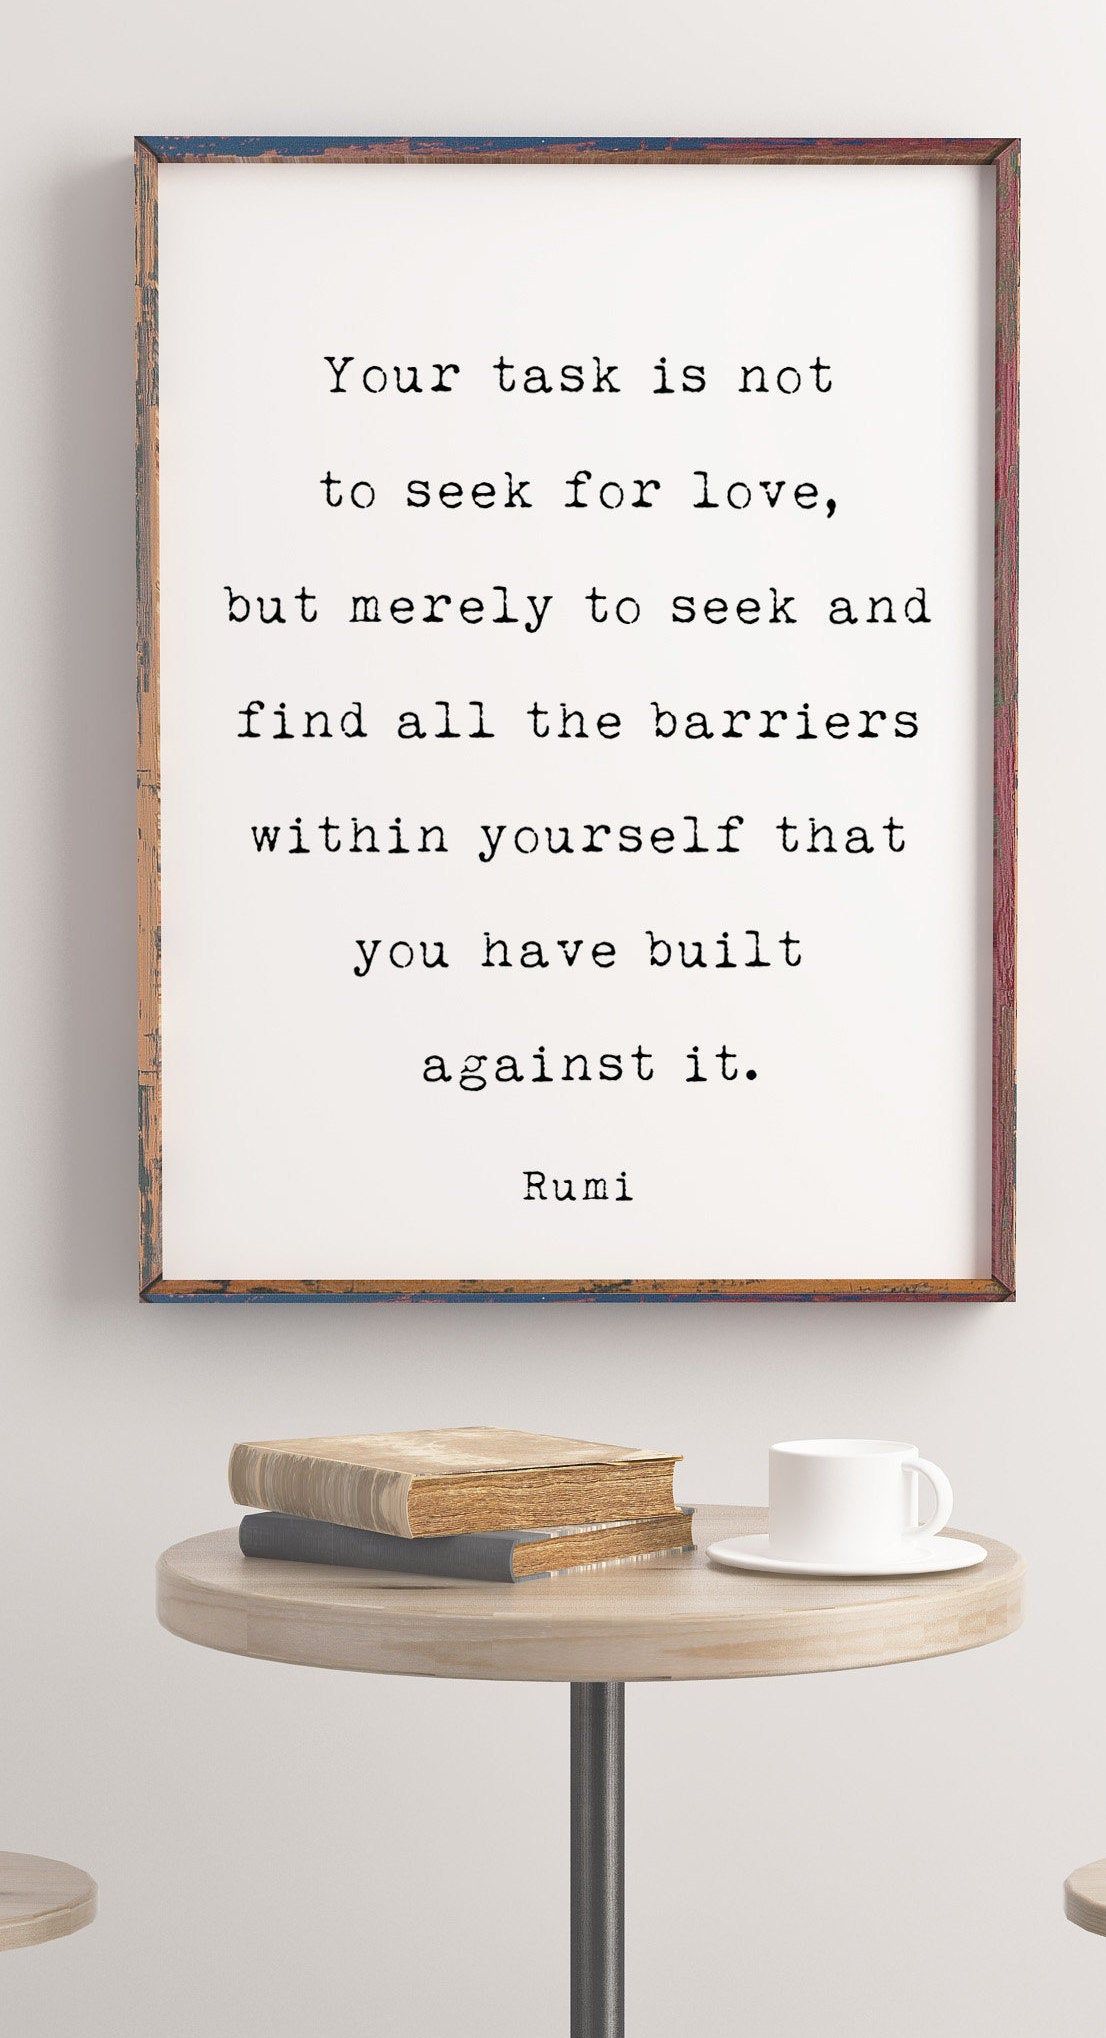 Your task is not
to seek for love,
but merely to seek and
find all the barriers
within yourself that
you have built
against it.
Rumi